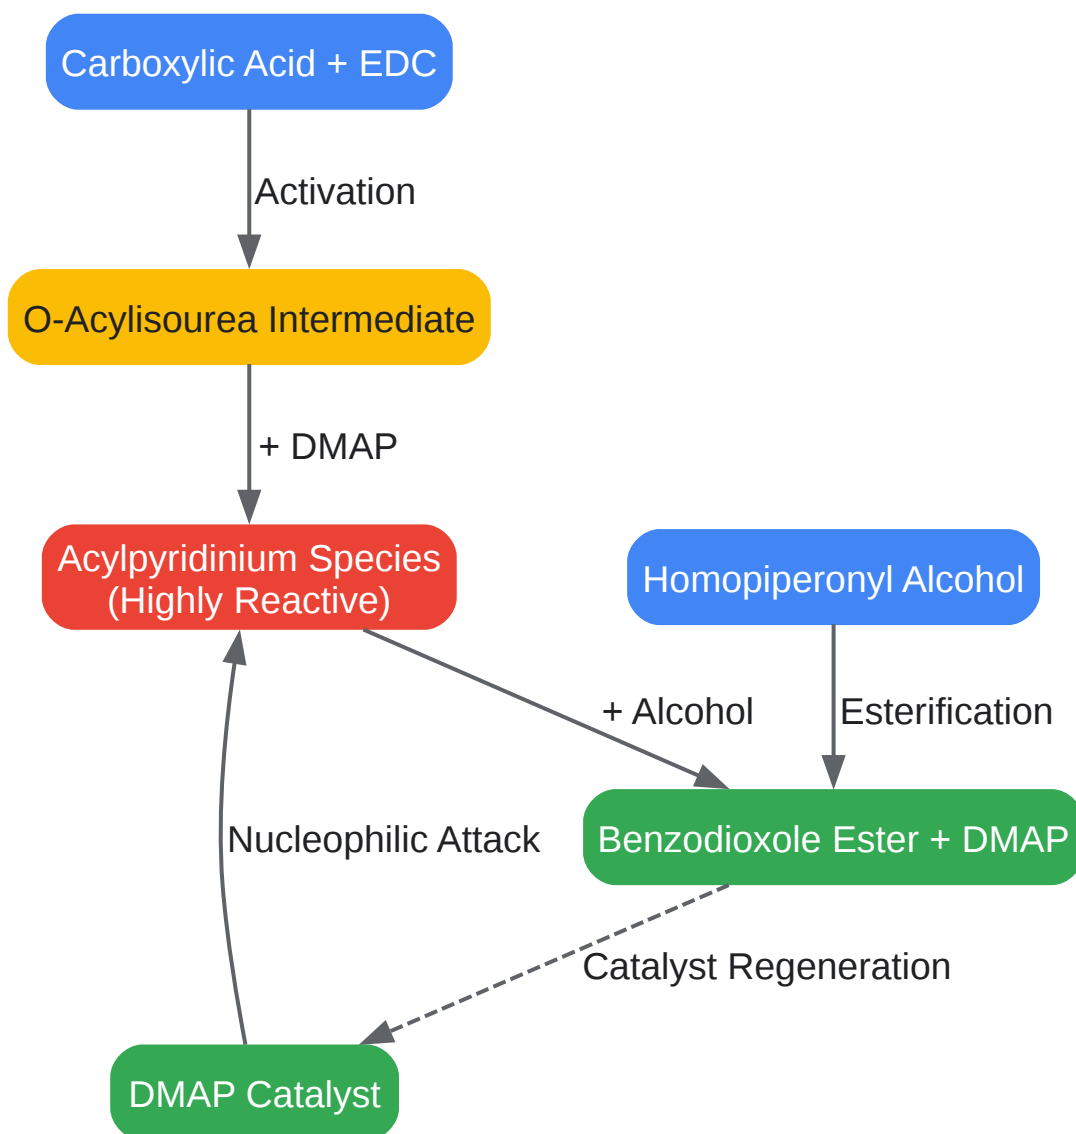 Carboxylic Acid + EDC
Activation
O-Acylisourea Intermediate
+ DMAP
Acylpyridinium Species
(Highly Reactive)
Homopiperonyl Alcohol
+ Alcohol
Esterification
Nucleophilic Attack
Benzodioxole Ester + DMAP
Catalyst Regeneration
DMAP Catalyst